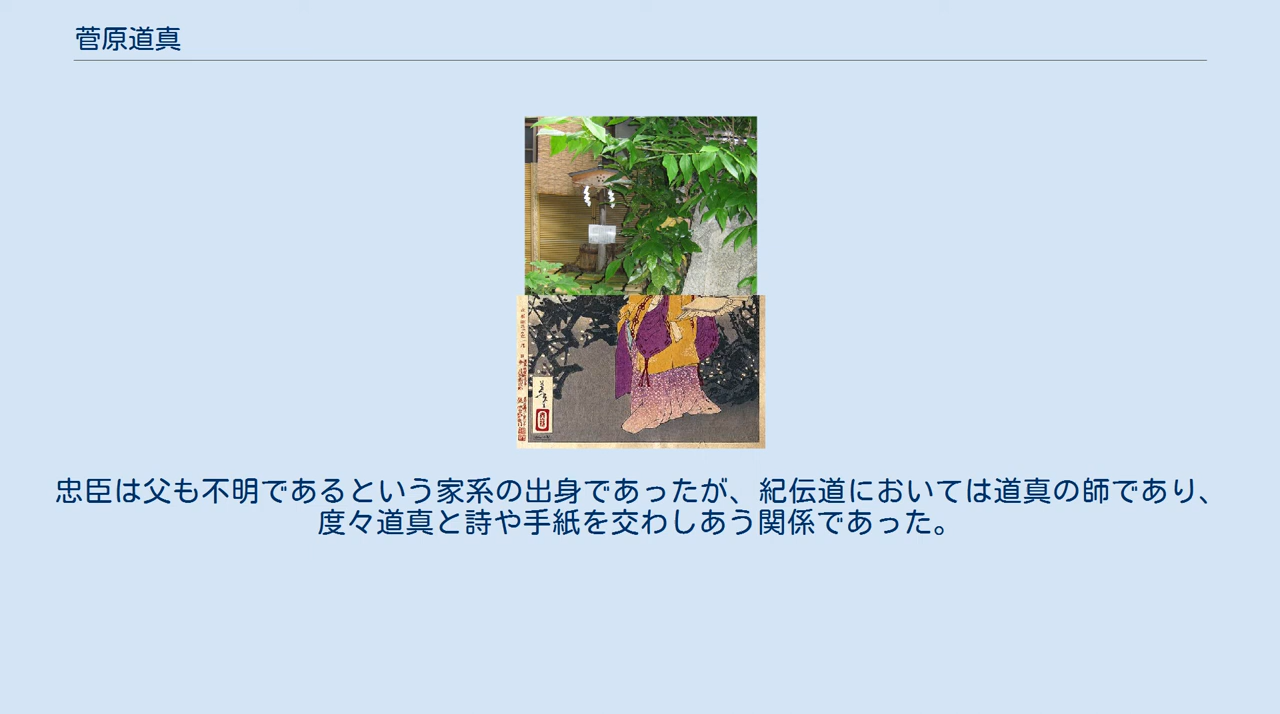 菅原道真
忠臣は父も不明であるという家系の出身であったが、紀伝道においては道真の師であり、
度々道真と詩や手紙を交わしあう関係であった。